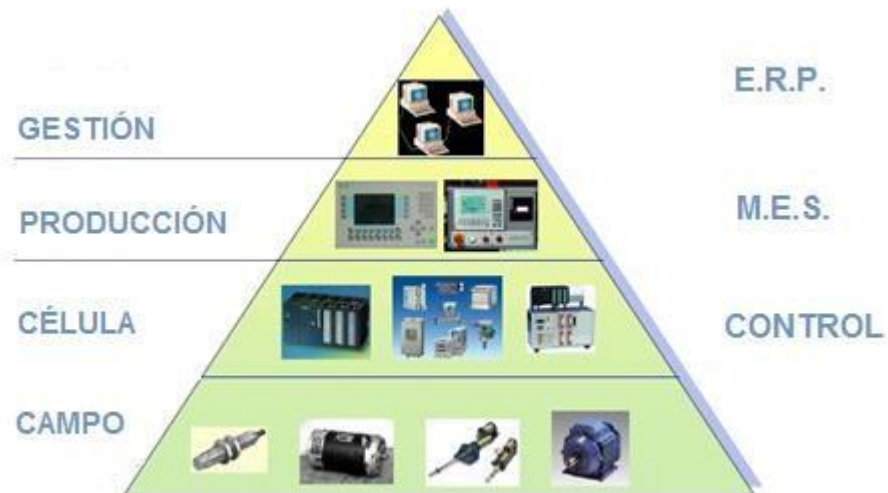 E.R.P.
GESTIÓN
M.E.S.
PRODUCCIÓN
CÉLULA
CONTROL
CAMPO